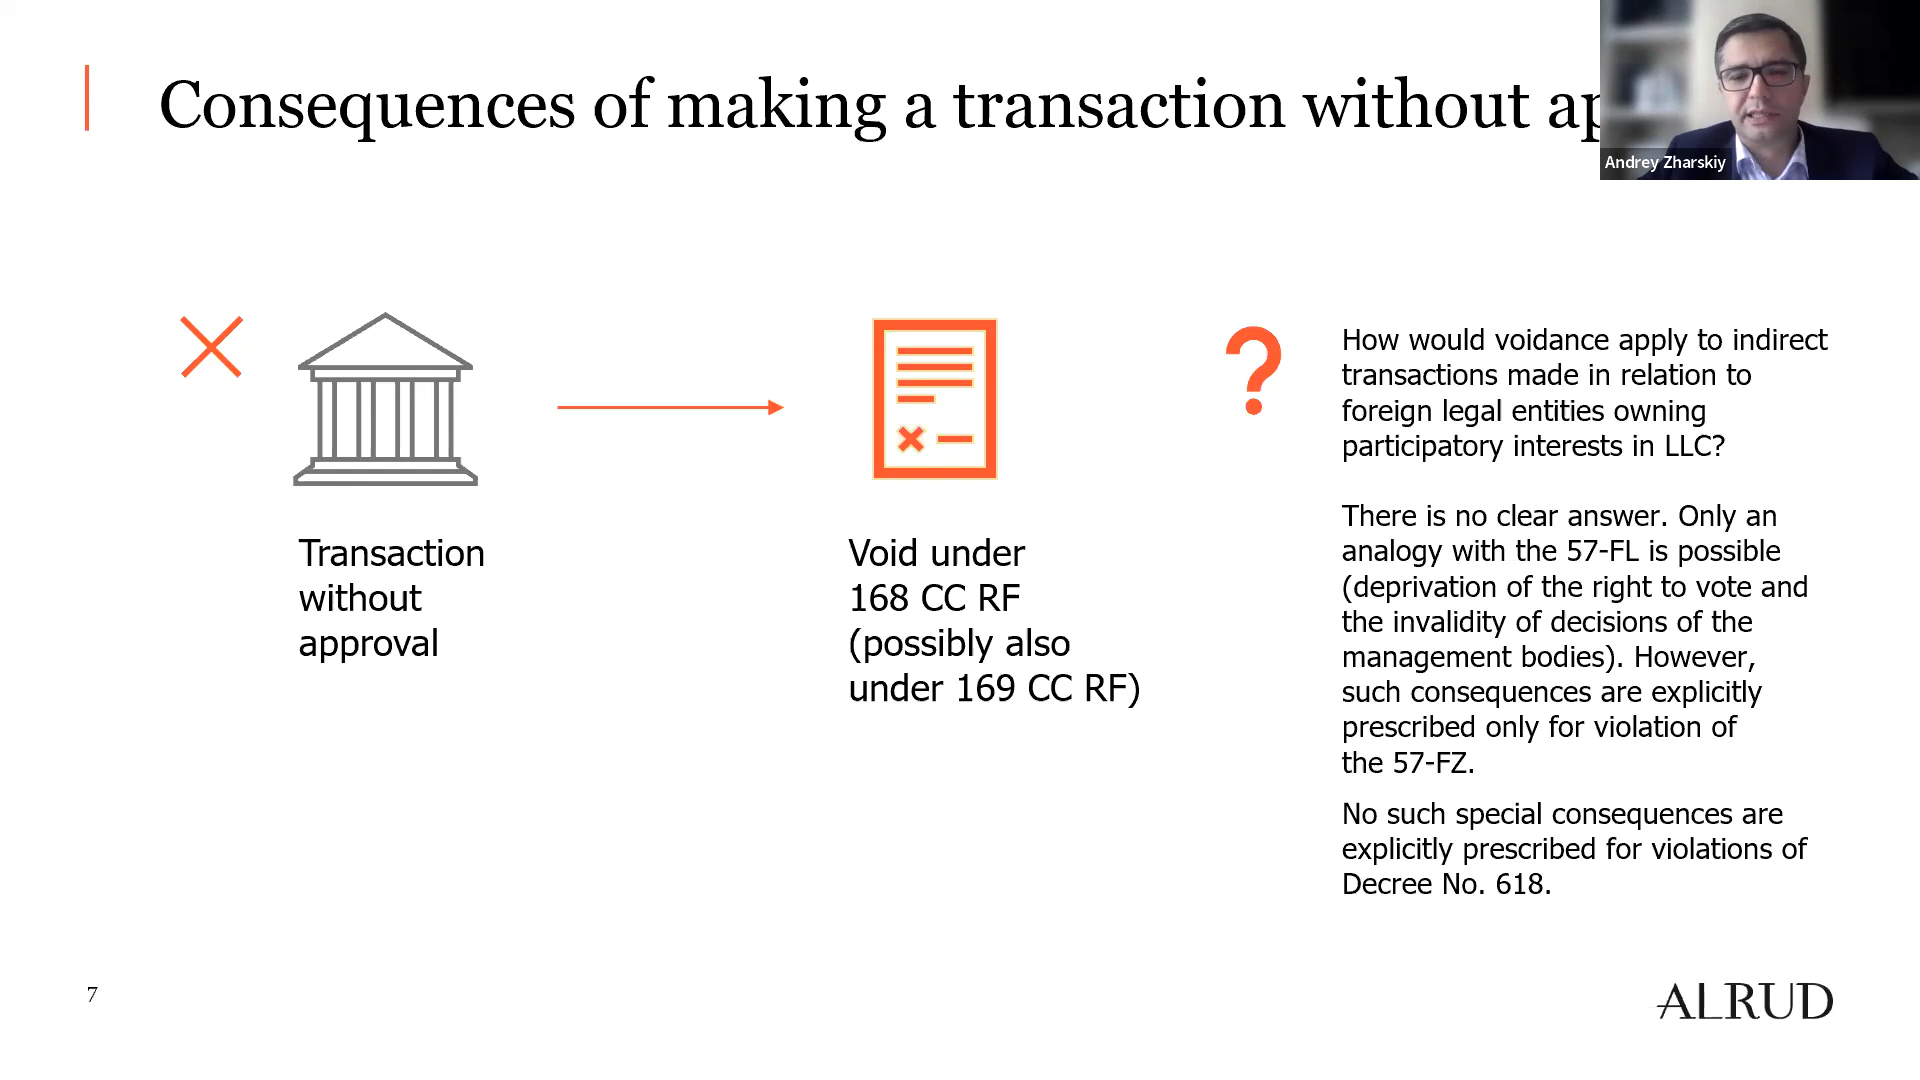 Consequences of making a transaction without
Andrey Zharskiy
Transaction
without
approval
Void under
168 CC RF
(possibly also
under 169 CC RF)
How would voidance apply to indirect
transactions made in relation to
foreign legal entities owning
participatory interests in LLC?
There is no clear answer. Only an
analogy with the 57-FL is possible
(deprivation of the right to vote and
the invalidity of decisions of the
management bodies). However,
such consequences are explicitly
prescribed only for violation of
the 57-FZ.
No such special consequences are
explicitly prescribed for violations of
Decree No. 618.
7
ALRUD